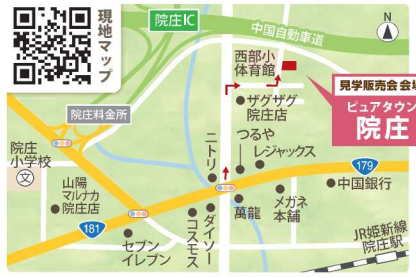 現地マップ
院庄IC
中国自動車道
N
西部小
体育館
見学販売会会場
ピュアタウン
院庄
ザグザグ
院庄店
院庄料金所
つるや
レジャックス
ニトリ
院庄
小学校
文
179
山陽
マルナカ
院庄店
中国銀行
メガネ
本舗
萬龍
ダイソー
コスモス
181
セブン
イレブン
JR姫新線
院庄駅